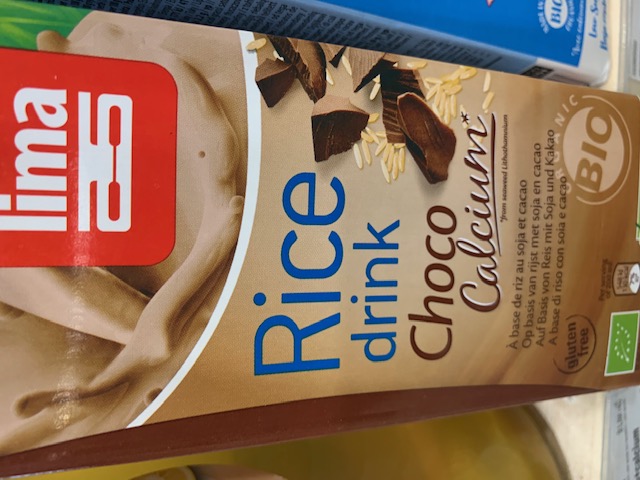 lima
Rice
drink
Choco
Calcium*
*from seaweed Lithothamnium
A base de riz au soja et cacao
Op basis van rijst met soja en cacao
Auf Basis von Reis mit Soja und Kakao
A base di riso con soia e cacao
gluten
free
ORGANIC
BIO
BIO